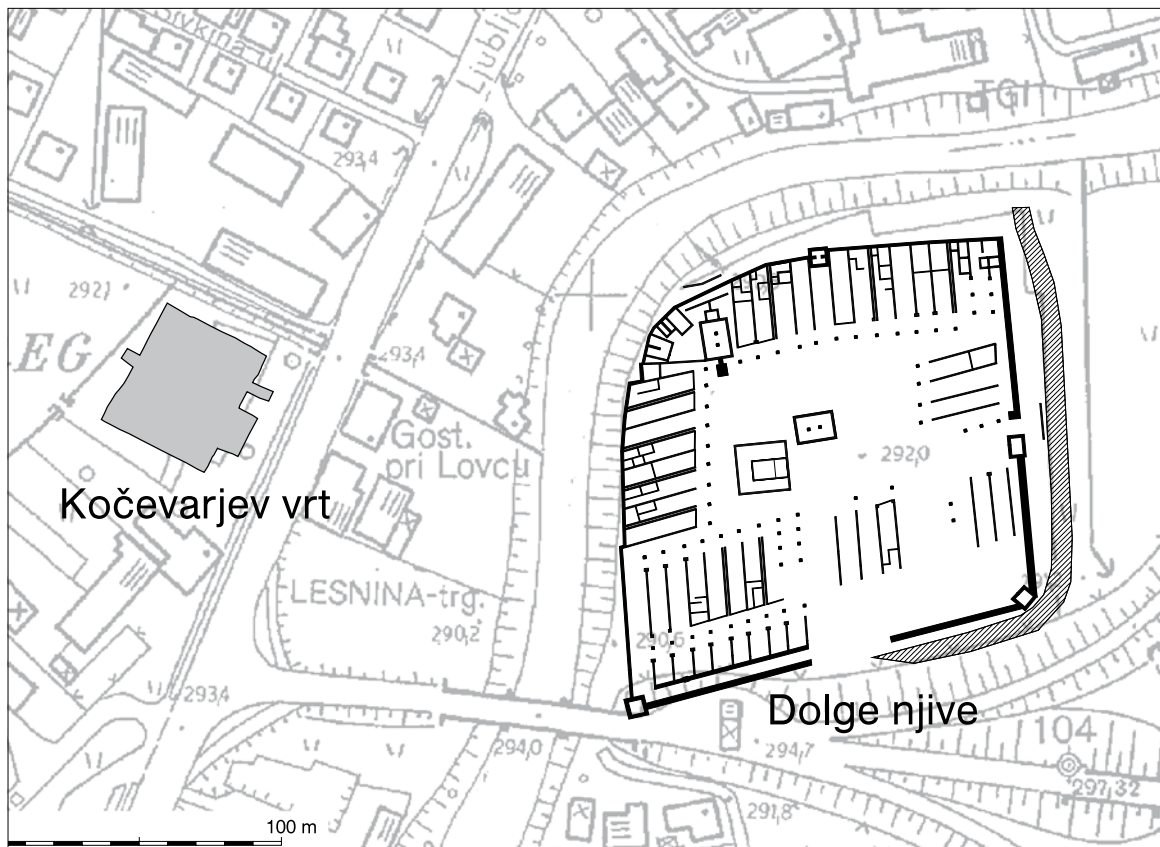 Ljublj
TGI
293,4
292,1
EG
293,4
Gost.
pri Lovcu
292,0
Kočevarjev vrt
LESNINA-trg.
290,2
290,6
293,4
Dolge njive
294,0
294,7
104
297,32
291,8
100 m